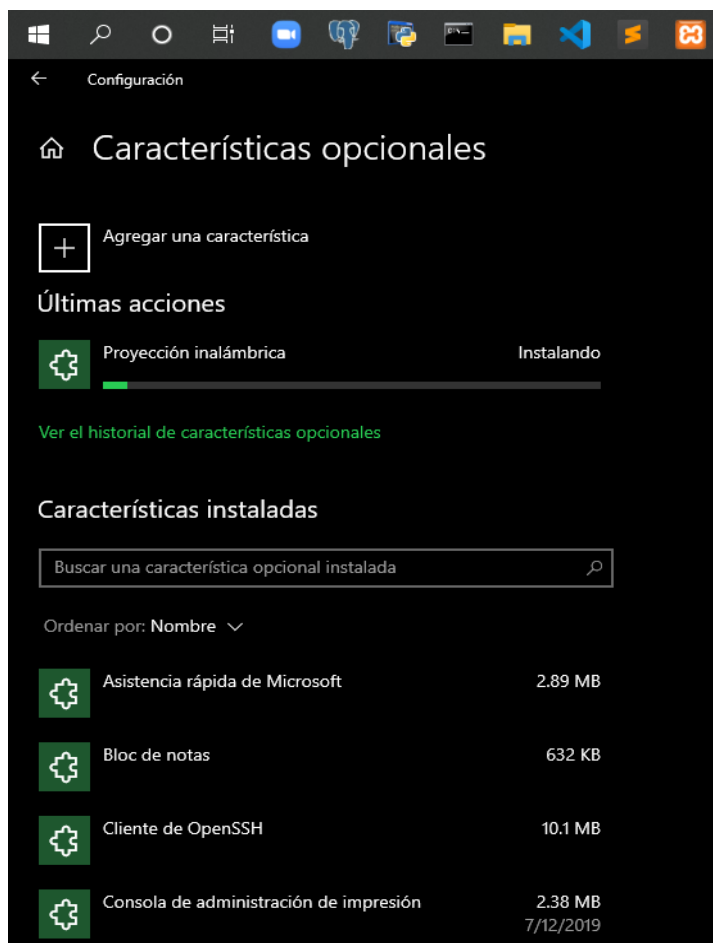 Configuración
Características opcionales
Agregar una característica
Últimas acciones
Proyección inalámbrica Instalando
Ver el historial de características opcionales
Características instaladas
Buscar una característica opcional instalada
Ordenar por: Nombre
Asistencia rápida de Microsoft 2.89 MB
Bloc de notas 632 KB
Cliente de OpenSSH 10.1 MB
Consola de administración de impresión 2.38 MB
7/12/2019